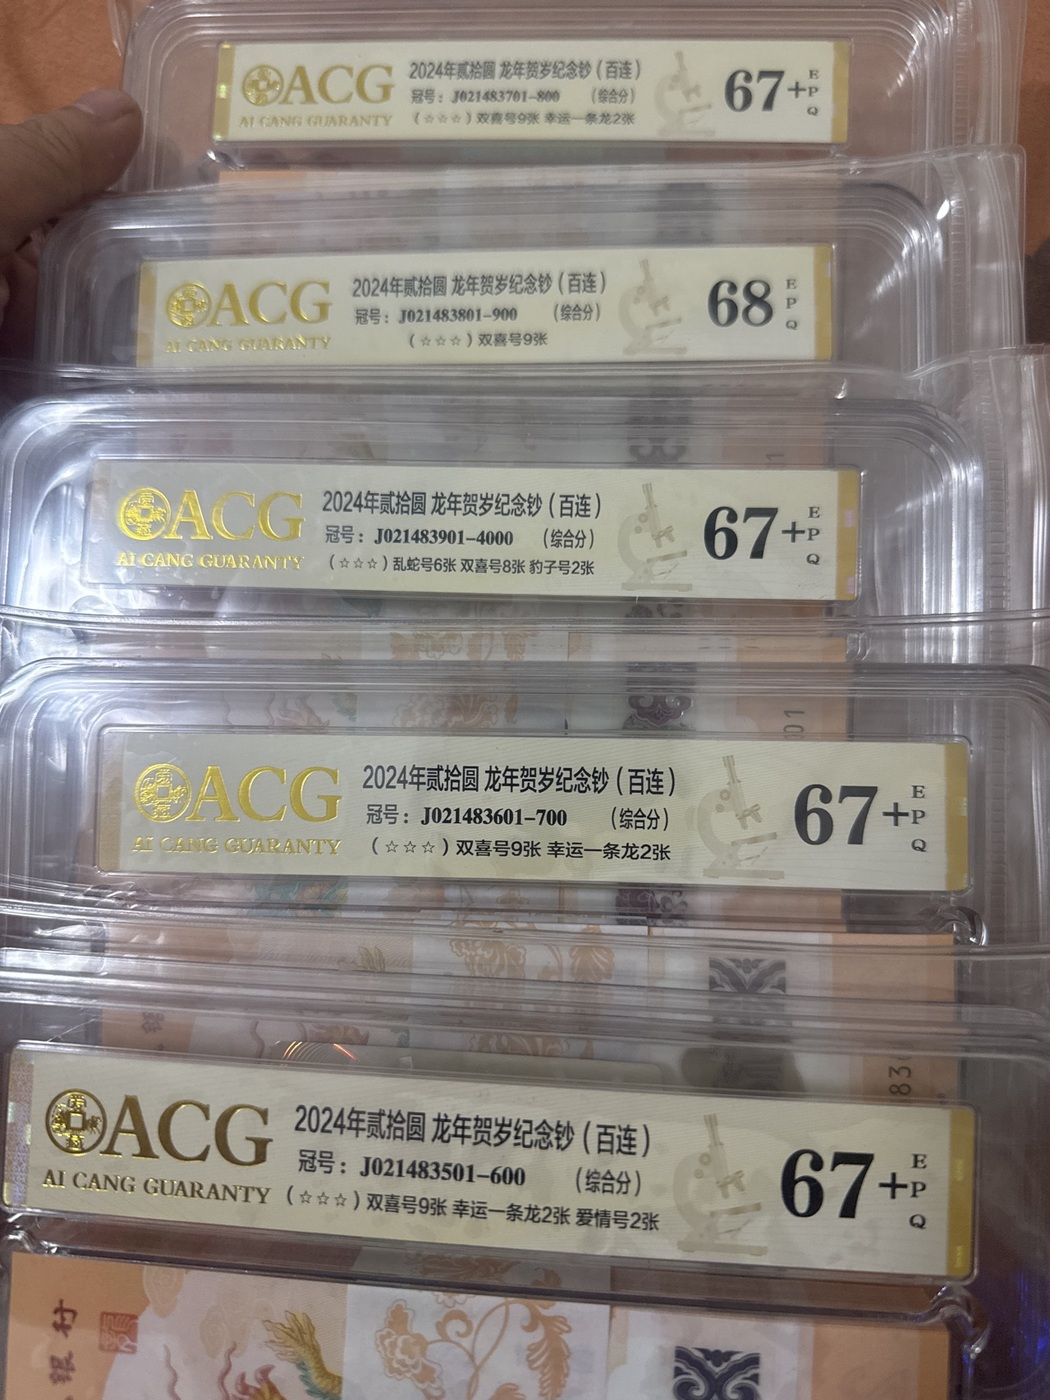 ACG
AI CANG GUARANTY
2024年贰拾圆 龙年贺岁纪念钞（百连）
冠号：J021483701-800 （综合分）
（☆☆☆）双喜号9张 幸运一条龙2张
67+
E
P
Q
ACG
AI CANG GUARANTY
2024年贰拾圆 龙年贺岁纪念钞（百连）
冠号：J021483801-900 （综合分）
（☆☆☆）双喜号9张
68
E
P
Q
ACG
AI CANG GUARANTY
2024年贰拾圆 龙年贺岁纪念钞（百连）
冠号：J021483901-4000 （综合分）
（☆☆☆）乱蛇号6张 双喜号8张 豹子号2张
67+
E
P
Q
ACG
AI CANG GUARANTY
2024年贰拾圆 龙年贺岁纪念钞（百连）
冠号：J021483601-700 （综合分）
（☆☆☆）双喜号9张 幸运一条龙2张
67+
E
P
Q
ACG
AI CANG GUARANTY
2024年贰拾圆 龙年贺岁纪念钞（百连）
冠号：J021483501-600 （综合分）
（☆☆☆）双喜号9张 幸运一条龙2张 爱情号2张
67+
E
P
Q